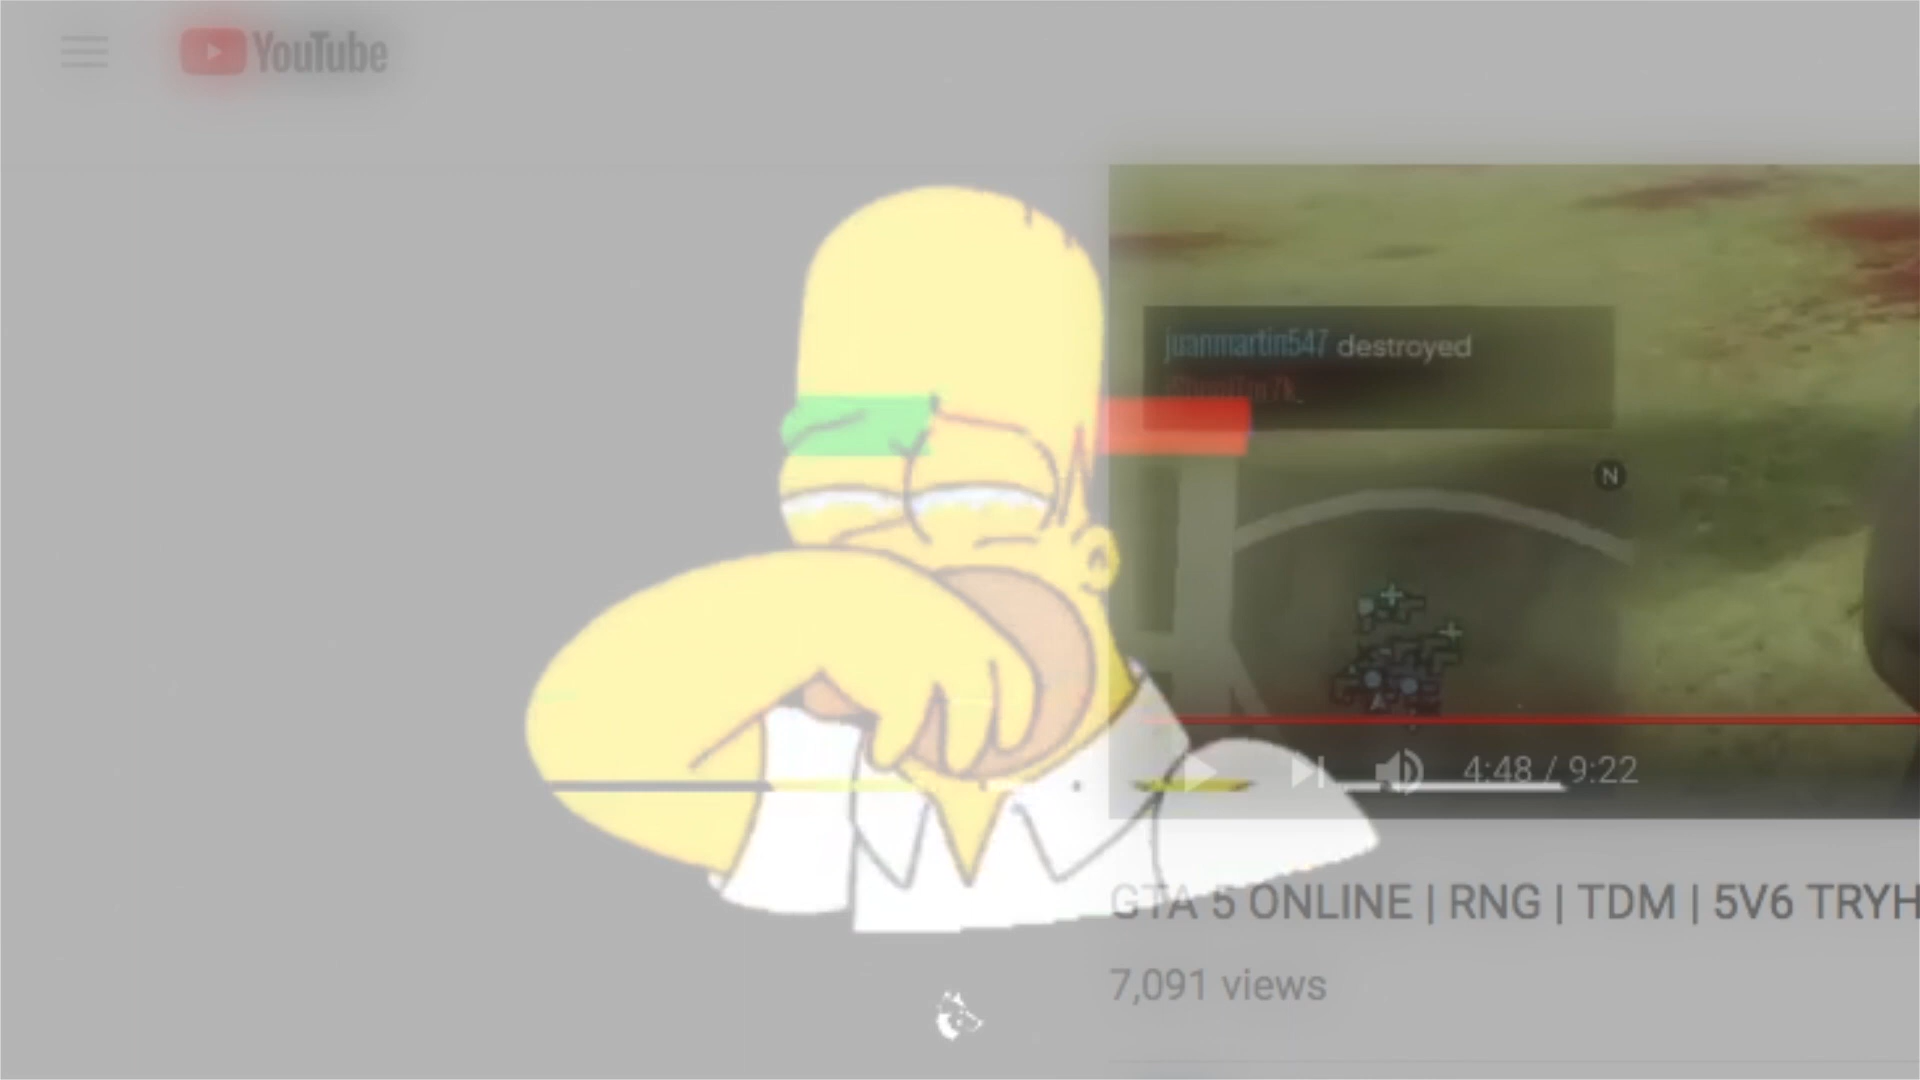 YouTube
juanmartin547 destroyed
N
4:48 / 9:22
GTA 5 ONLINE | RNG | TDM | 5V6 TRYH
7,091 views